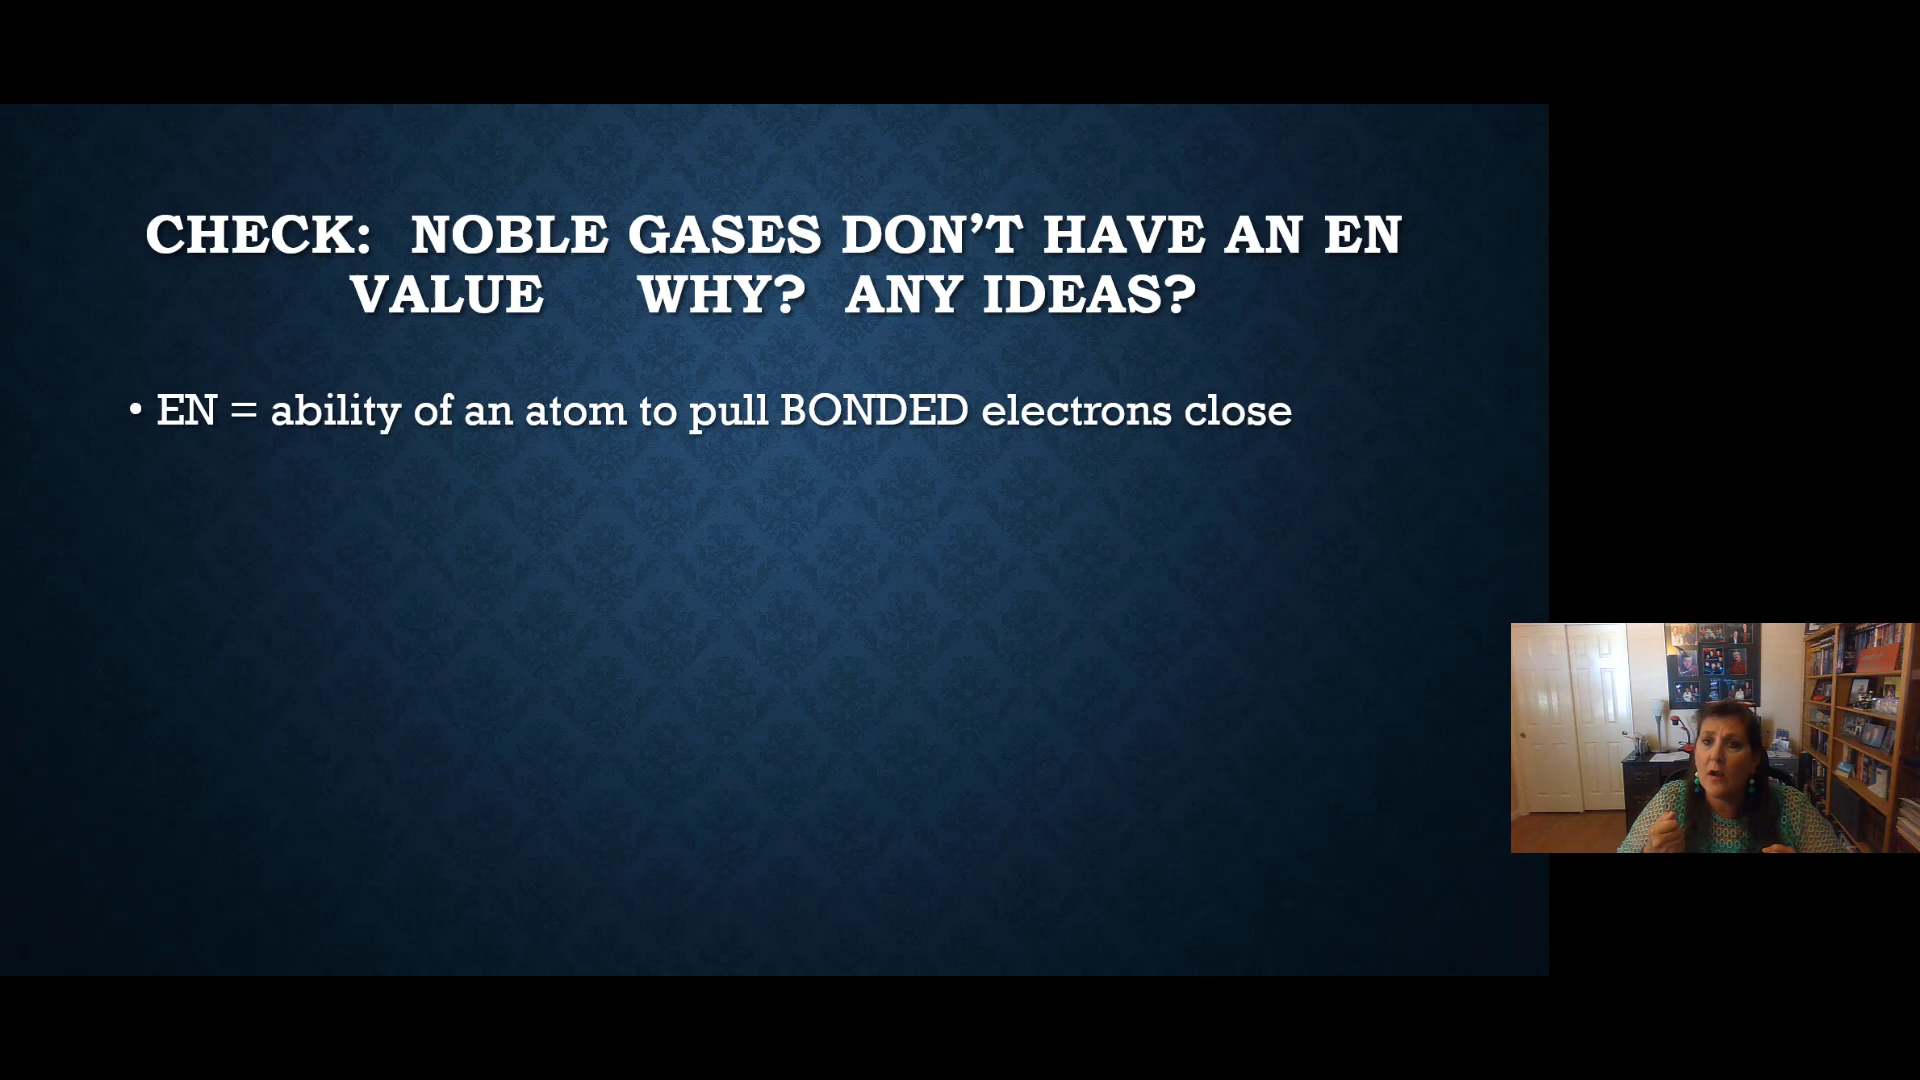 CHECK: NOBLE GASES DON'T HAVE AN EN
VALUE WHY? ANY IDEAS?
• EN = ability of an atom to pull BONDED electrons close